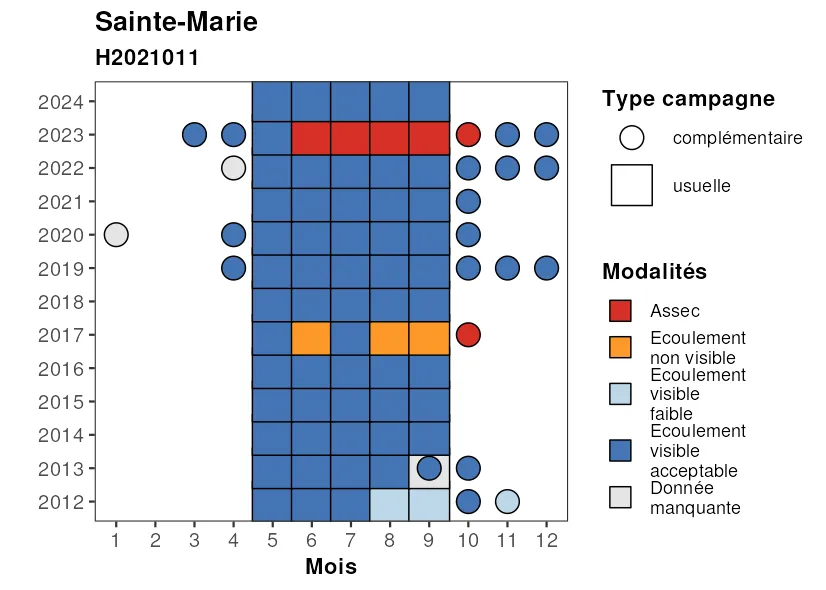 Sainte-Marie
H2021011
2024
2023
2022
2021
2020
2019
2018
2017
2016
2015
2014
2013
2012
1 2 3 4 5 6 7 8 9 10 11 12
Mois
Type campagne
complémentaire
usuelle
Modalités
Assec
Ecoulement
non visible
Ecoulement
visible
faible
Ecoulement
visible
acceptable
Donnée
manquante